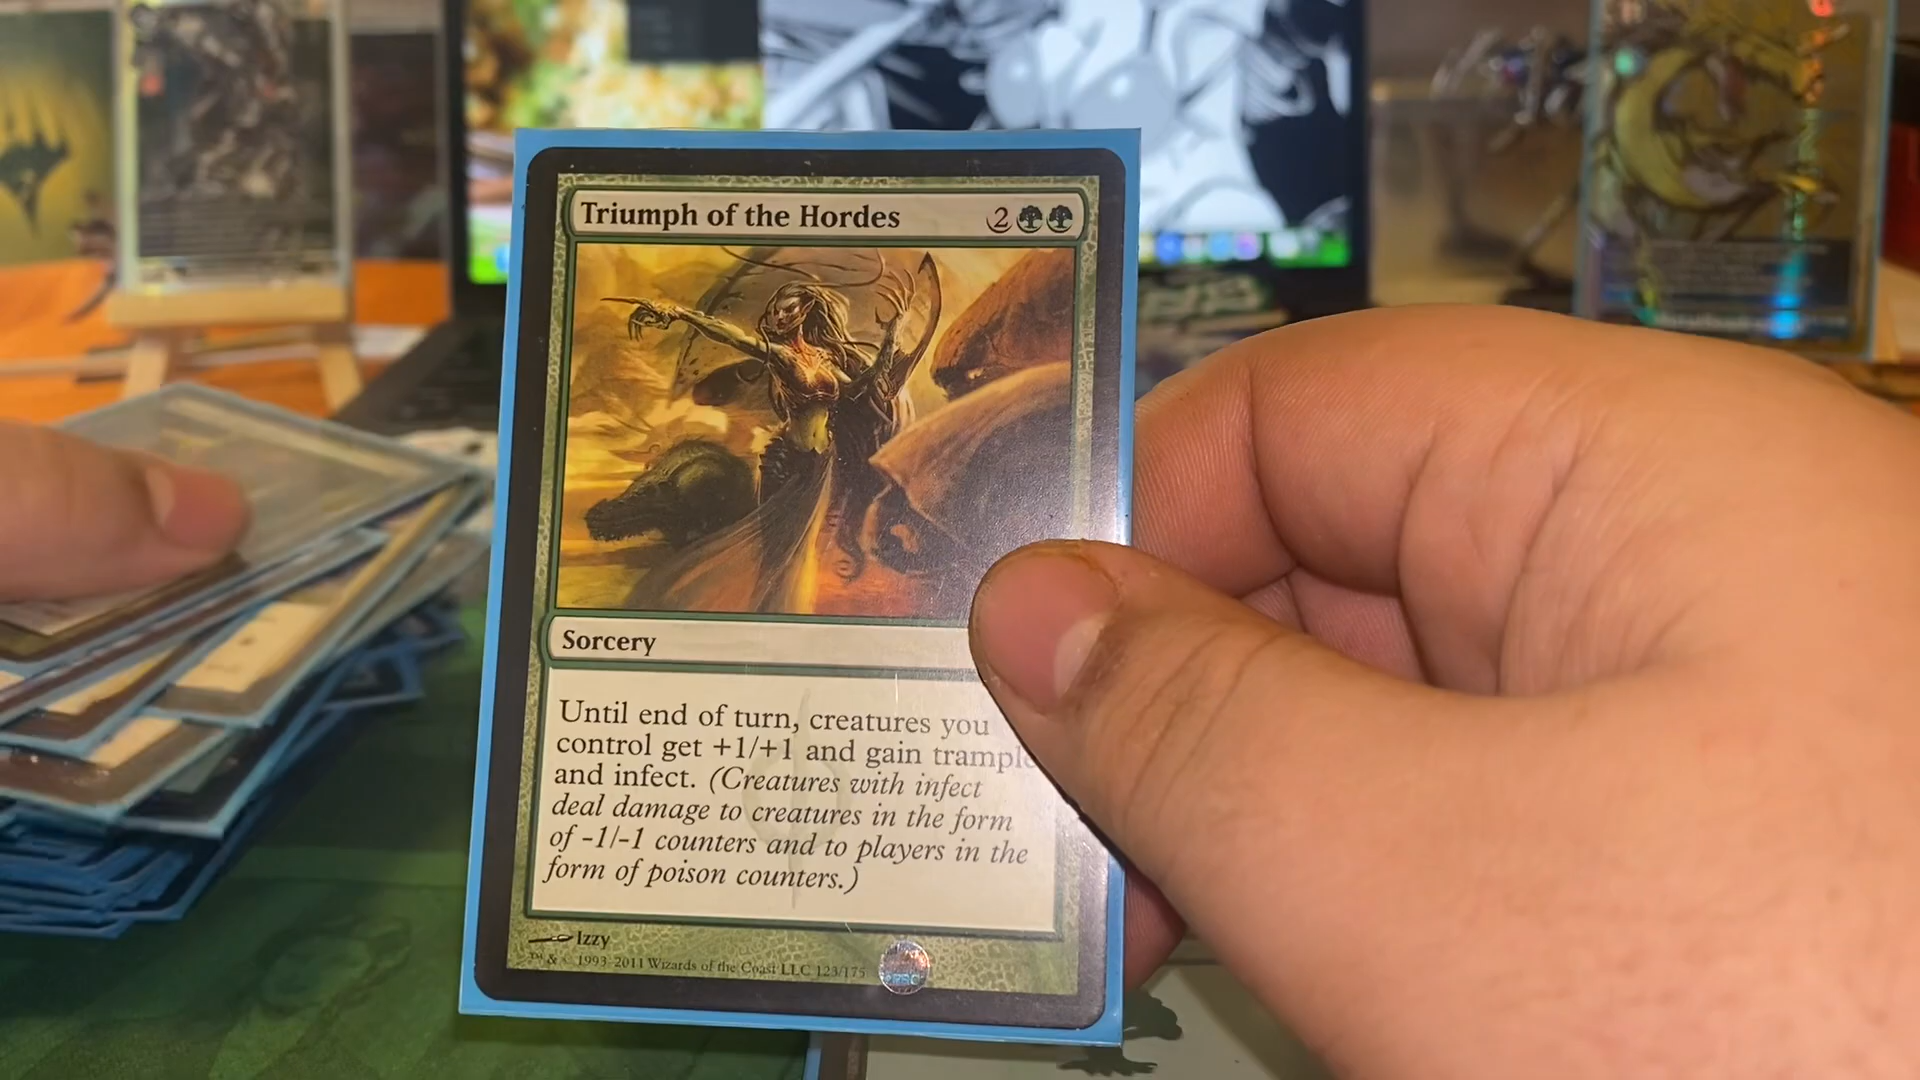 Triumph of the Hordes 2
Sorcery
Until end of turn, creatures you
control get +1/+1 and gain trample
and infect. (Creatures with infect
deal damage to creatures in the form
of -1/-1 counters and to players in the
form of poison counters.)
Izzy
™ & © 1993-2011 Wizards of the Coast LLC 123/175